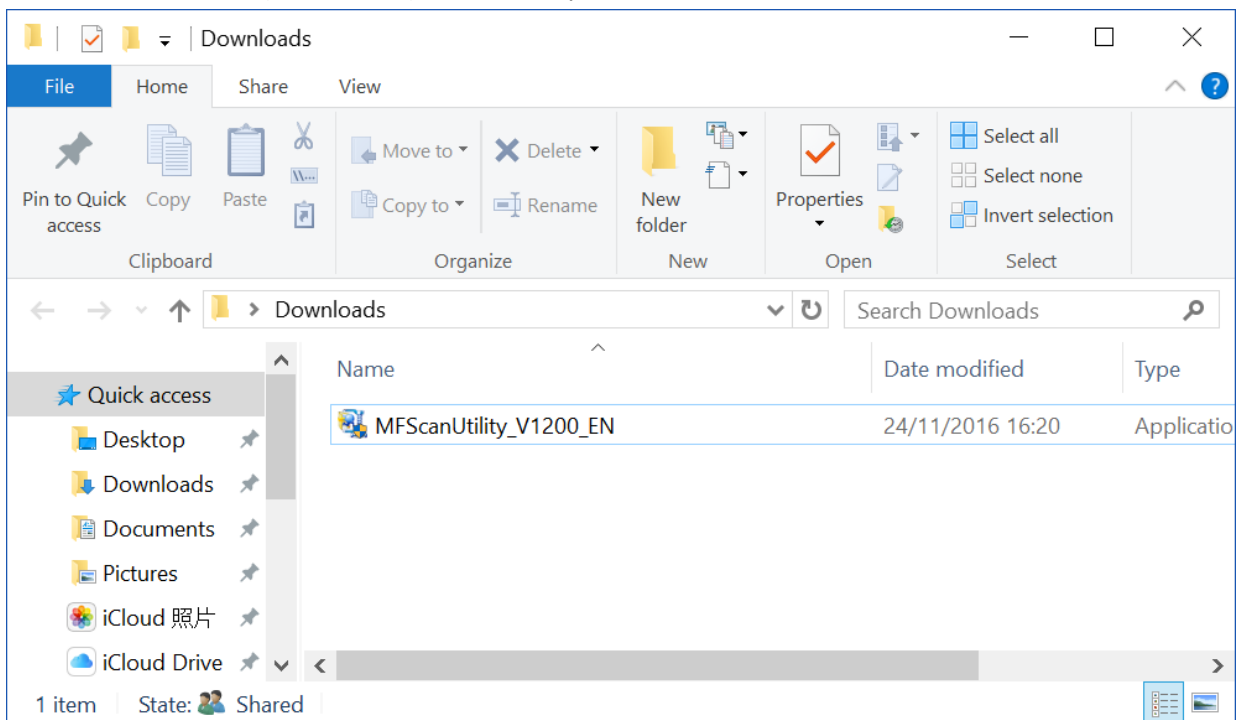 Downloads
File Home Share View
Pin to Quick access
Copy
Paste
Clipboard
Move to
Copy to
Delete
Rename
Organize
New folder
New
Properties
Open
Select all
Select none
Invert selection
Select
Downloads
Search Downloads
Name Date modified Type
Quick access
Desktop
Downloads
Documents
Pictures
iCloud 照片
iCloud Drive
MFScanUtility_V1200_EN 24/11/2016 16:20 Applicatio
1 item State: Shared